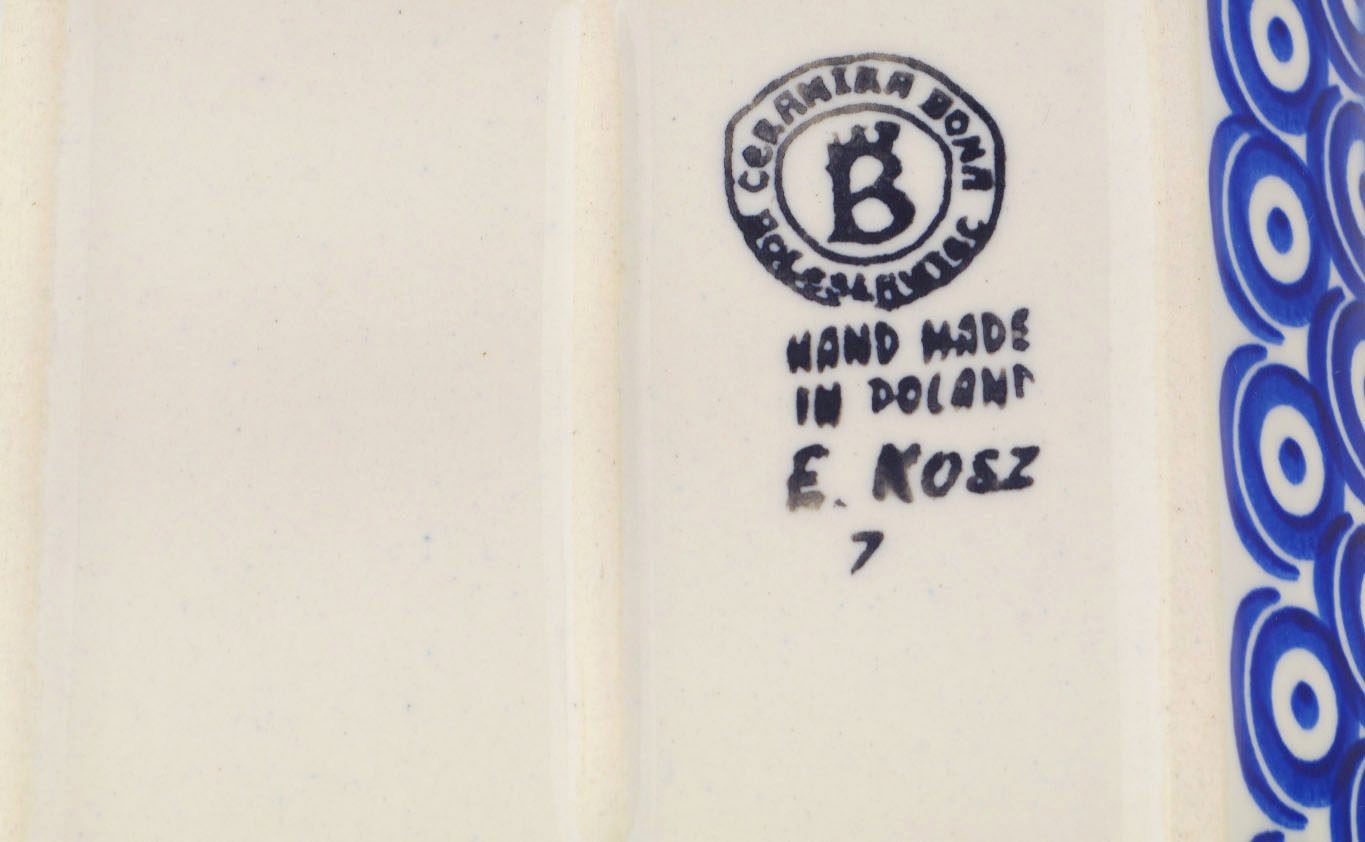 CERAMIKA BONA
BOLESŁAWIEC
B
HAND MADE
IN POLAND
E. KOSZ
7